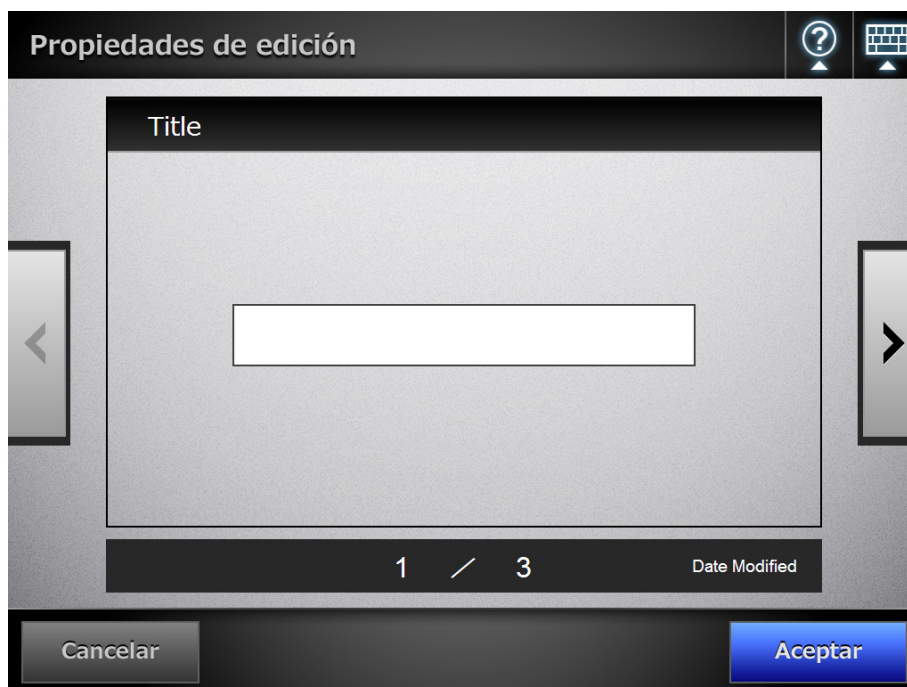 Propiedades de edición
?
Title
1 / 3 Date Modified
Cancelar Aceptar